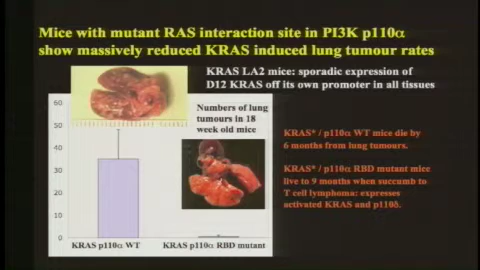 Mice with mutant RAS interaction site in PI3K p110α
show massively reduced KRAS induced lung tumour rates
KRAS LA2 mice: sporadic expression of
D12 KRAS off its own promoter in all tissues
Numbers of lung
tumours in 18
week old mice
60
50
40
30
20
10
0
KRAS p110α WT
KRAS p110α RBD mutant
KRAS* / p110α WT mice die by
6 months from lung tumours.
KRAS* / p110α RBD mutant mice
live to 9 months when succumb to
T cell lymphoma: expresses
activated KRAS and p110δ.